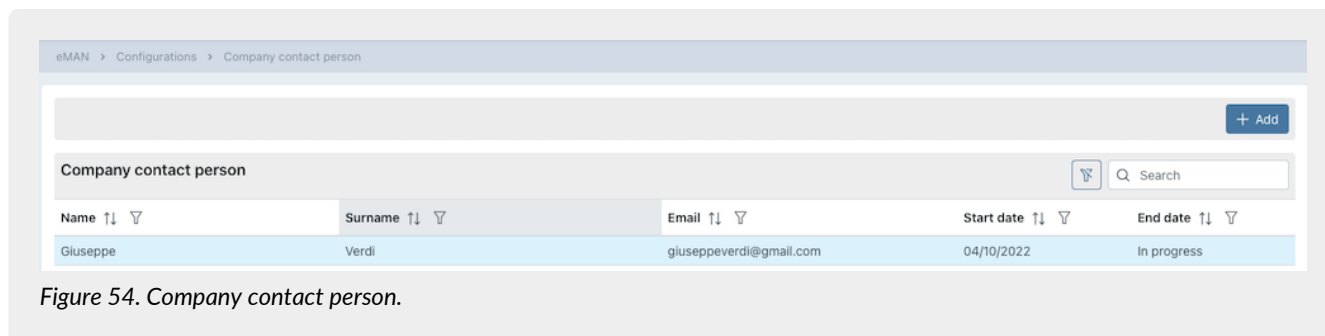 eMAN > Configurations > Company contact person
+ Add
Company contact person
Search
Name Surname Email Start date End date
Giuseppe Verdi giuseppeverdi@gmail.com 04/10/2022 In progress
Figure 54. Company contact person.